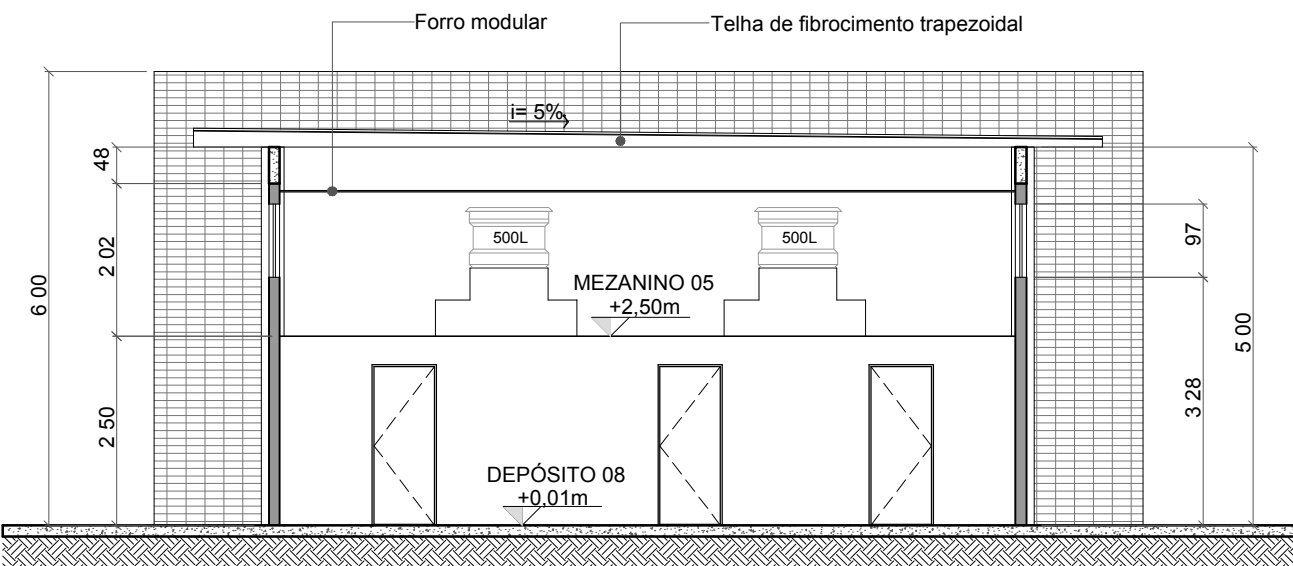 Forro modular
Telha de fibrocimento trapezoidal
i= 5%
48
2 02
6 00
2 50
500L
500L
MEZANINO 05
+2,50m
97
5 00
3 28
DEPÓSITO 08
+0,01m